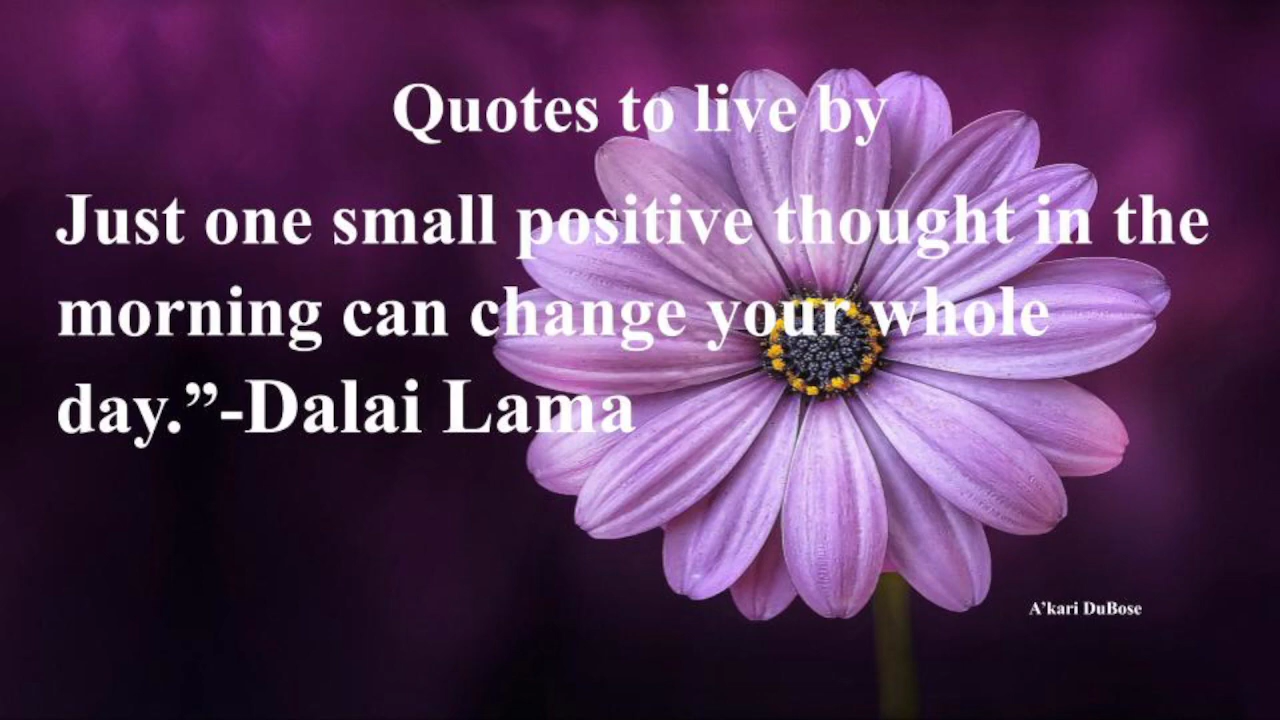 Quotes to live by
Just one small positive thought in the
morning can change your whole
day.”-Dalai Lama
A’kari DuBose